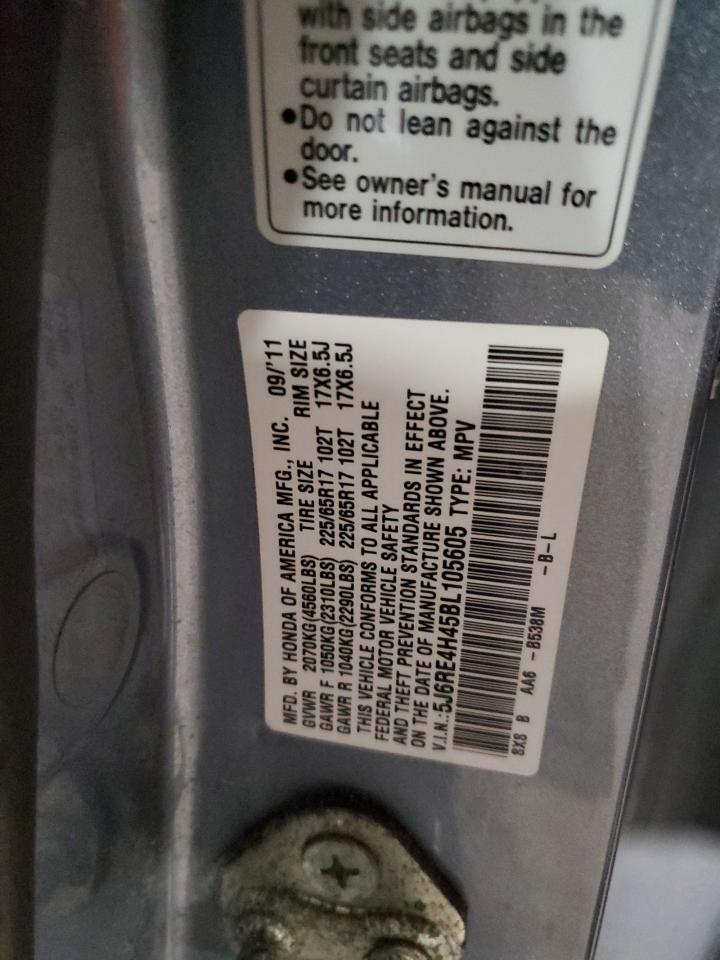 with side airbags in the
front seats and side
curtain airbags.
●Do not lean against the
door.
●See owner's manual for
more information.
MFD. BY HONDA OF AMERICA MFG., INC. 09/'11
GVWR 2070KG(4560LBS) TIRE SIZE RIM SIZE
GAWR F 1050KG(2310LBS) 225/65R17 102T 17X6.5J
GAWR R 1040KG(2290LBS) 225/65R17 102T 17X6.5J
THIS VEHICLE CONFORMS TO ALL APPLICABLE
FEDERAL MOTOR VEHICLE SAFETY
AND THEFT PREVENTION STANDARDS IN EFFECT
ON THE DATE OF MANUFACTURE SHOWN ABOVE.
V.I.N.:5J6RE4H45BL105605 TYPE: MPV
8X8 B AA6 -B538M -B-L